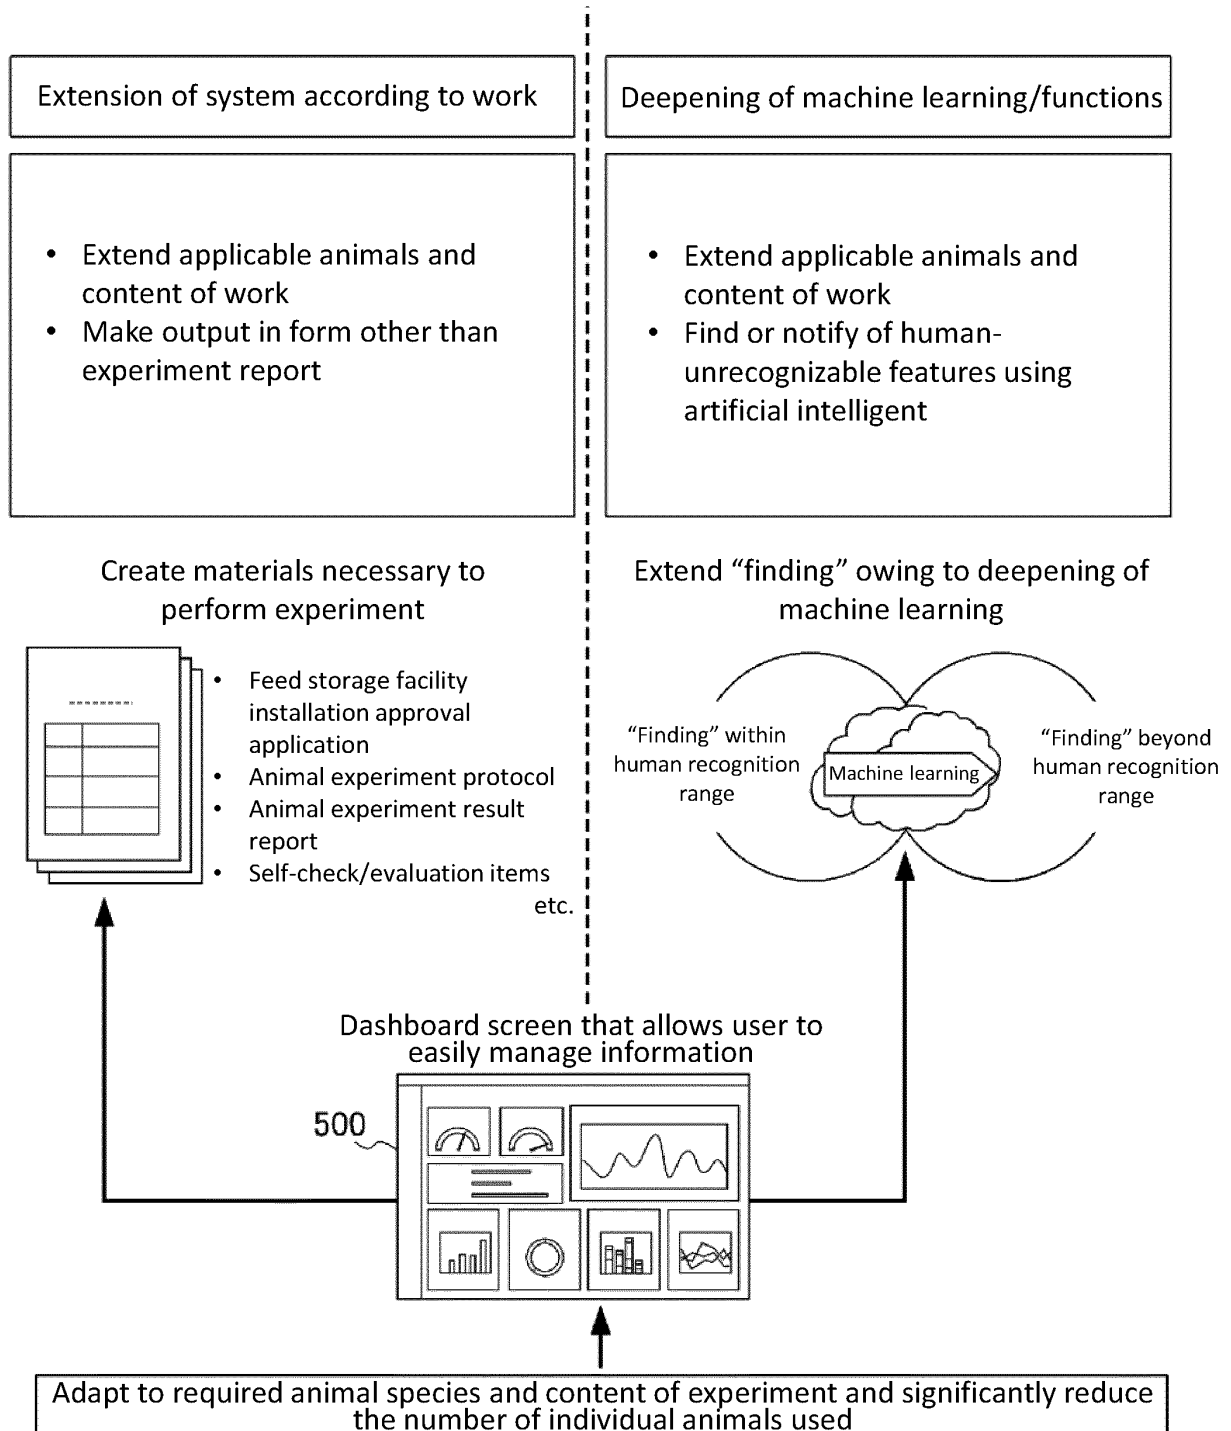 Extension of system according to work
• Extend applicable animals and
content of work
• Make output in form other than
experiment report
Create materials necessary to
perform experiment
• Feed storage facility
installation approval
application
• Animal experiment protocol
• Animal experiment result
report
• Self-check/evaluation items
etc.
Deepening of machine learning/functions
• Extend applicable animals and
content of work
• Find or notify of human-
unrecognizable features using
artificial intelligent
Extend “finding” owing to deepening of
machine learning
“Finding” within
human recognition
range
Machine learning
“Finding” beyond
human recognition
range
Dashboard screen that allows user to
easily manage information
500
Adapt to required animal species and content of experiment and significantly reduce
the number of individual animals used